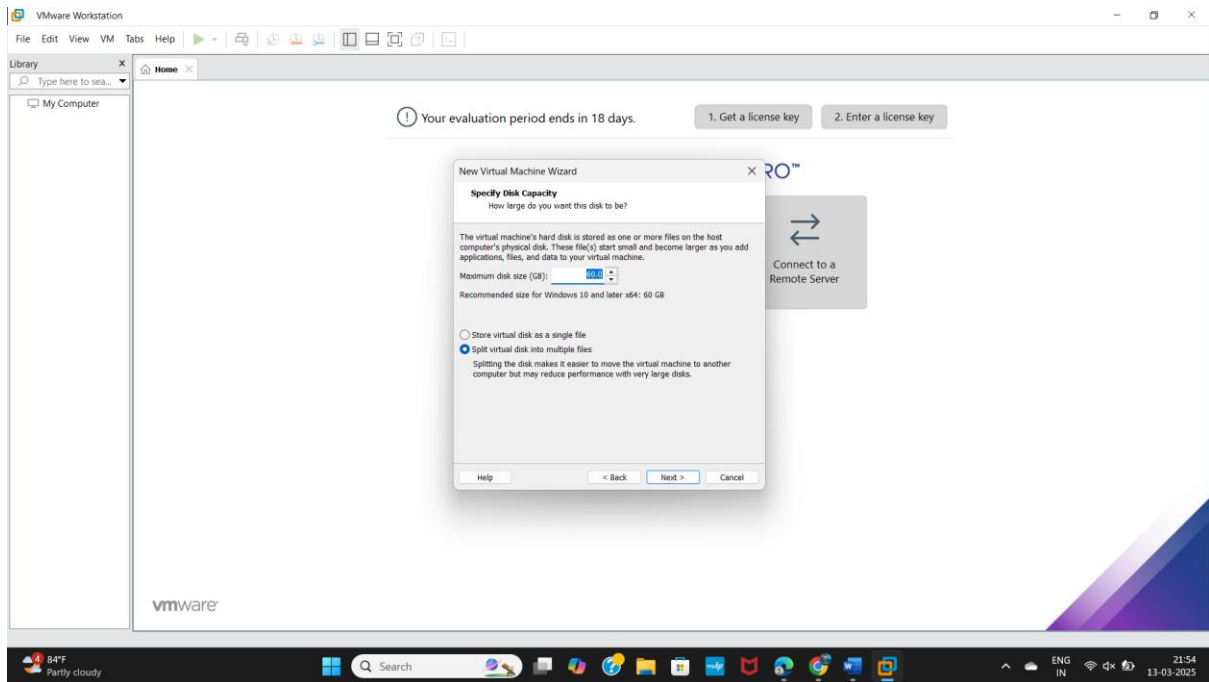 VMware Workstation
File Edit View VM Tabs Help
Library X
Type here to sea...
Home
My Computer
Your evaluation period ends in 18 days.
1. Get a license key
2. Enter a license key
RO™
New Virtual Machine Wizard
Specify Disk Capacity
How large do you want this disk to be?
The virtual machine's hard disk is stored as one or more files on the host
computer's physical disk. These file(s) start small and become larger as you add
applications, files, and data to your virtual machine.
Maximum disk size (GB): 60.0
Recommended size for Windows 10 and later x64: 60 GB
Store virtual disk as a single file
Split virtual disk into multiple files
Splitting the disk makes it easier to move the virtual machine to another
computer but may reduce performance with very large disks.
Help < Back Next > Cancel
Connect to a
Remote Server
vmware
4
84°F
Partly cloudy
Search
ENG
IN
21:54
13-03-2025